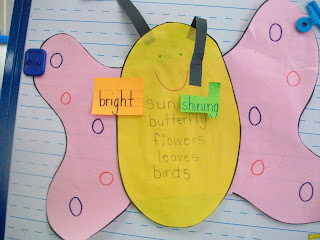 bright
sun shining
butterfly
flowers
leaves
birds